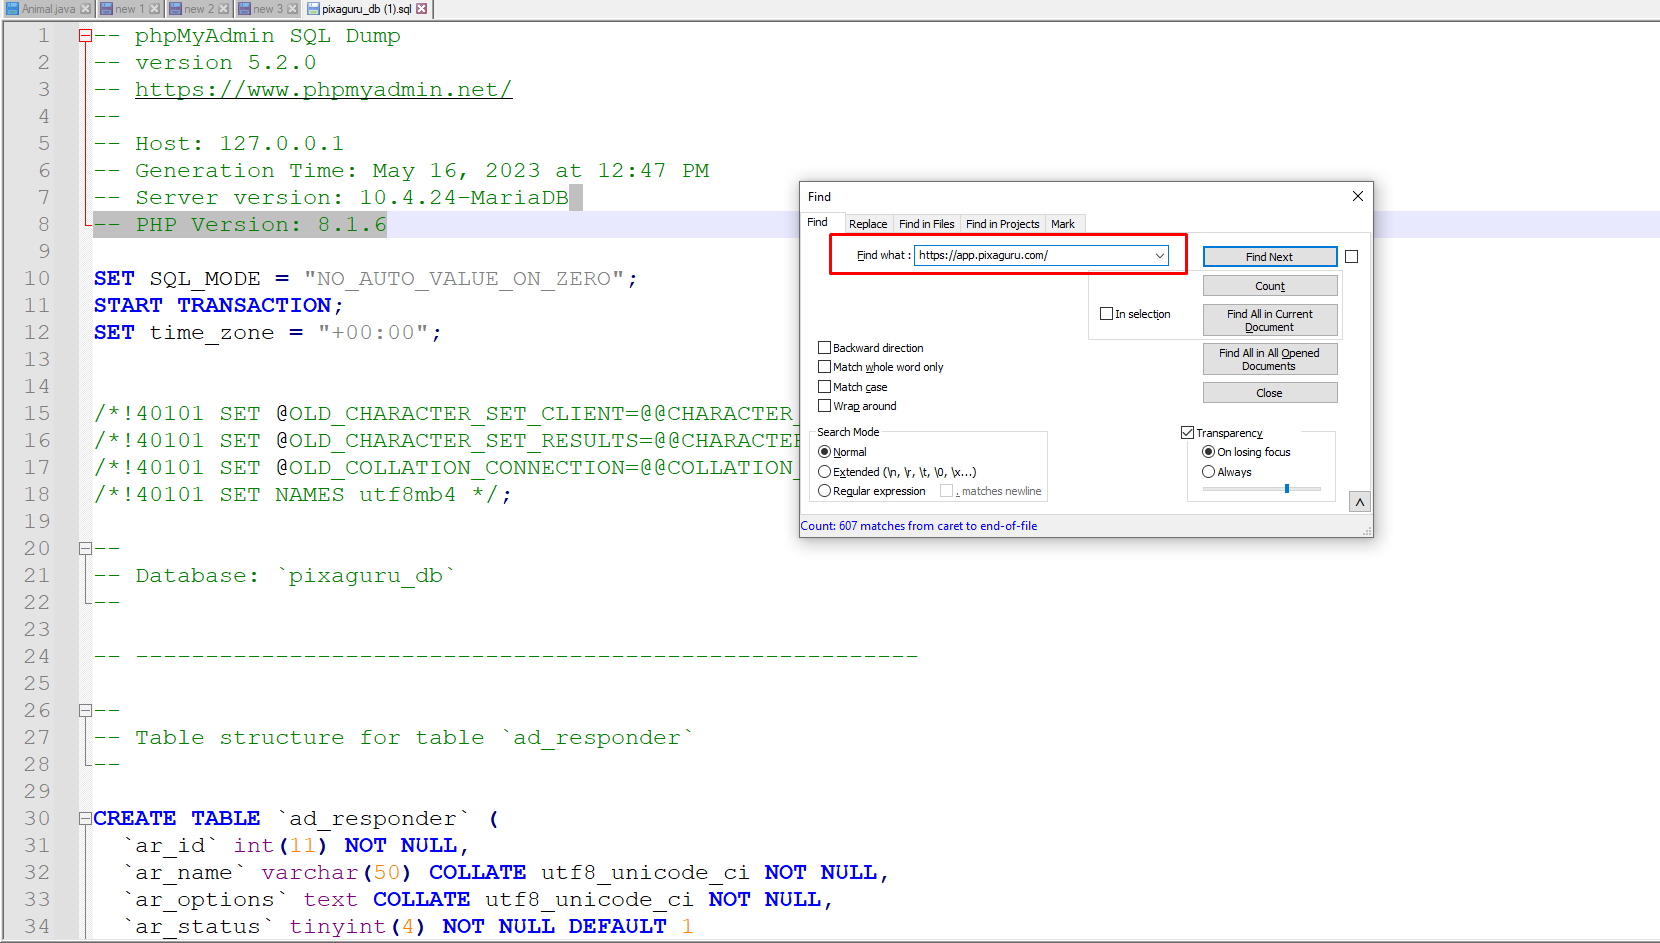 Animal.java new 1 new 2 new 3 pixaguru_db (1).sql
1 -- phpMyAdmin SQL Dump
2 -- version 5.2.0
3 -- https://www.phpmyadmin.net/
4 --
5 -- Host: 127.0.0.1
6 -- Generation Time: May 16, 2023 at 12:47 PM
7 -- Server version: 10.4.24-MariaDB
8 -- PHP Version: 8.1.6
9
10 SET SQL_MODE = "NO_AUTO_VALUE_ON_ZERO";
11 START TRANSACTION;
12 SET time_zone = "+00:00";
13
14
15 /*!40101 SET @OLD_CHARACTER_SET_CLIENT=@@CHARACTER_
16 /*!40101 SET @OLD_CHARACTER_SET_RESULTS=@@CHARACTE
17 /*!40101 SET @OLD_COLLATION_CONNECTION=@@COLLATION_
18 /*!40101 SET NAMES utf8mb4 */;
19
20 --
21 -- Database: `pixaguru_db`
22 --
23
24 -- --------------------------------------------------------
25
26 --
27 -- Table structure for table `ad_responder`
28 --
29
30 CREATE TABLE `ad_responder` (
31 `ar_id` int(11) NOT NULL,
32 `ar_name` varchar(50) COLLATE utf8_unicode_ci NOT NULL,
33 `ar_options` text COLLATE utf8_unicode_ci NOT NULL,
34 `ar_status` tinyint(4) NOT NULL DEFAULT 1
Find
Find Replace Find in Files Find in Projects Mark
Find what : https://app.pixaguru.com/
Find Next
Count
In selection
Find All in Current
Document
Find All in All Opened
Documents
Close
Backward direction
Match whole word only
Match case
Wrap around
Search Mode
Normal
Extended (\n, \r, \t, \0, \x...)
Regular expression . matches newline
Transparency
On losing focus
Always
Count: 607 matches from caret to end-of-file